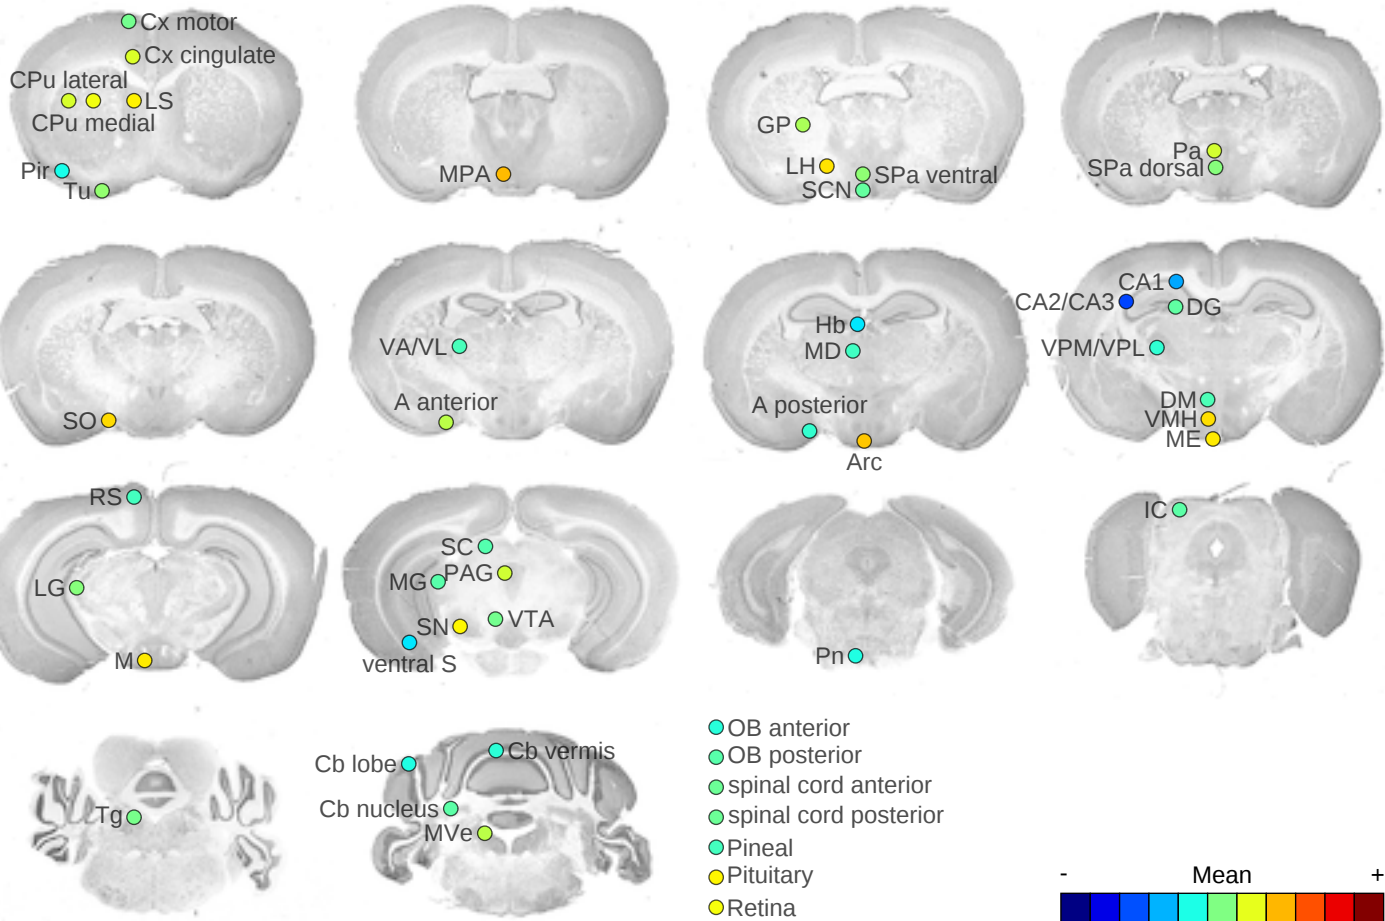 Cx motor
Cx cingulate
CPu lateral
LS
CPu medial
Pir
Tu
MPA
GP
LH
SPa ventral
SCN
Pa
SPa dorsal
SO
VA/VL
A anterior
Hb
MD
A posterior
Arc
CA1
CA2/CA3
DG
VPM/VPL
DM
VMH
ME
RS
LG
M
SC
MG
PAG
SN
VTA
ventral S
Pn
IC
Tg
Cb lobe
Cb vermis
Cb nucleus
MVe
OB anterior
OB posterior
spinal cord anterior
spinal cord posterior
Pineal
Pituitary
Retina
- Mean +